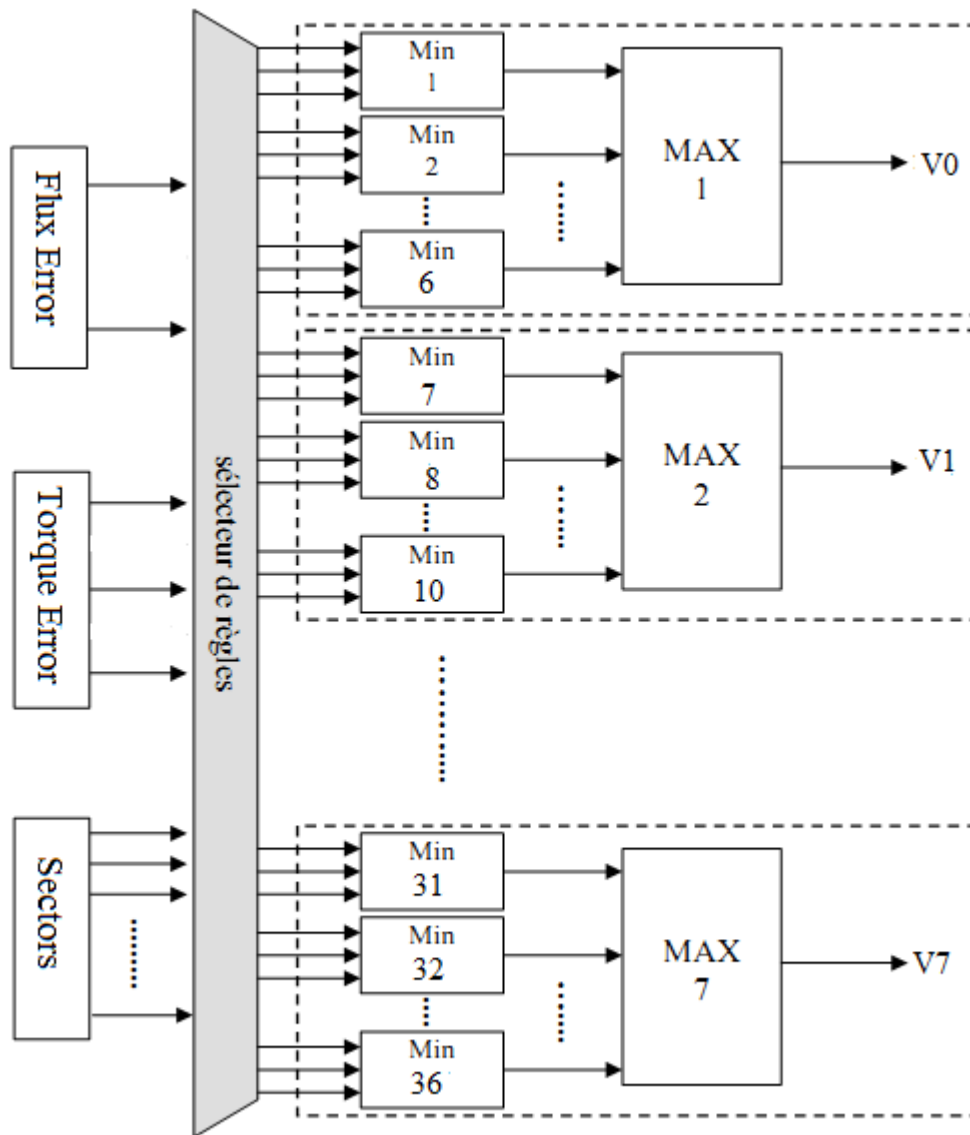 Flux Error
Torque Error
Sectors
sélecteur de règles
Min
1
Min
2
Min
6
MAX
1
V0
Min
7
Min
8
Min
10
MAX
2
V1
Min
31
Min
32
Min
36
MAX
7
V7